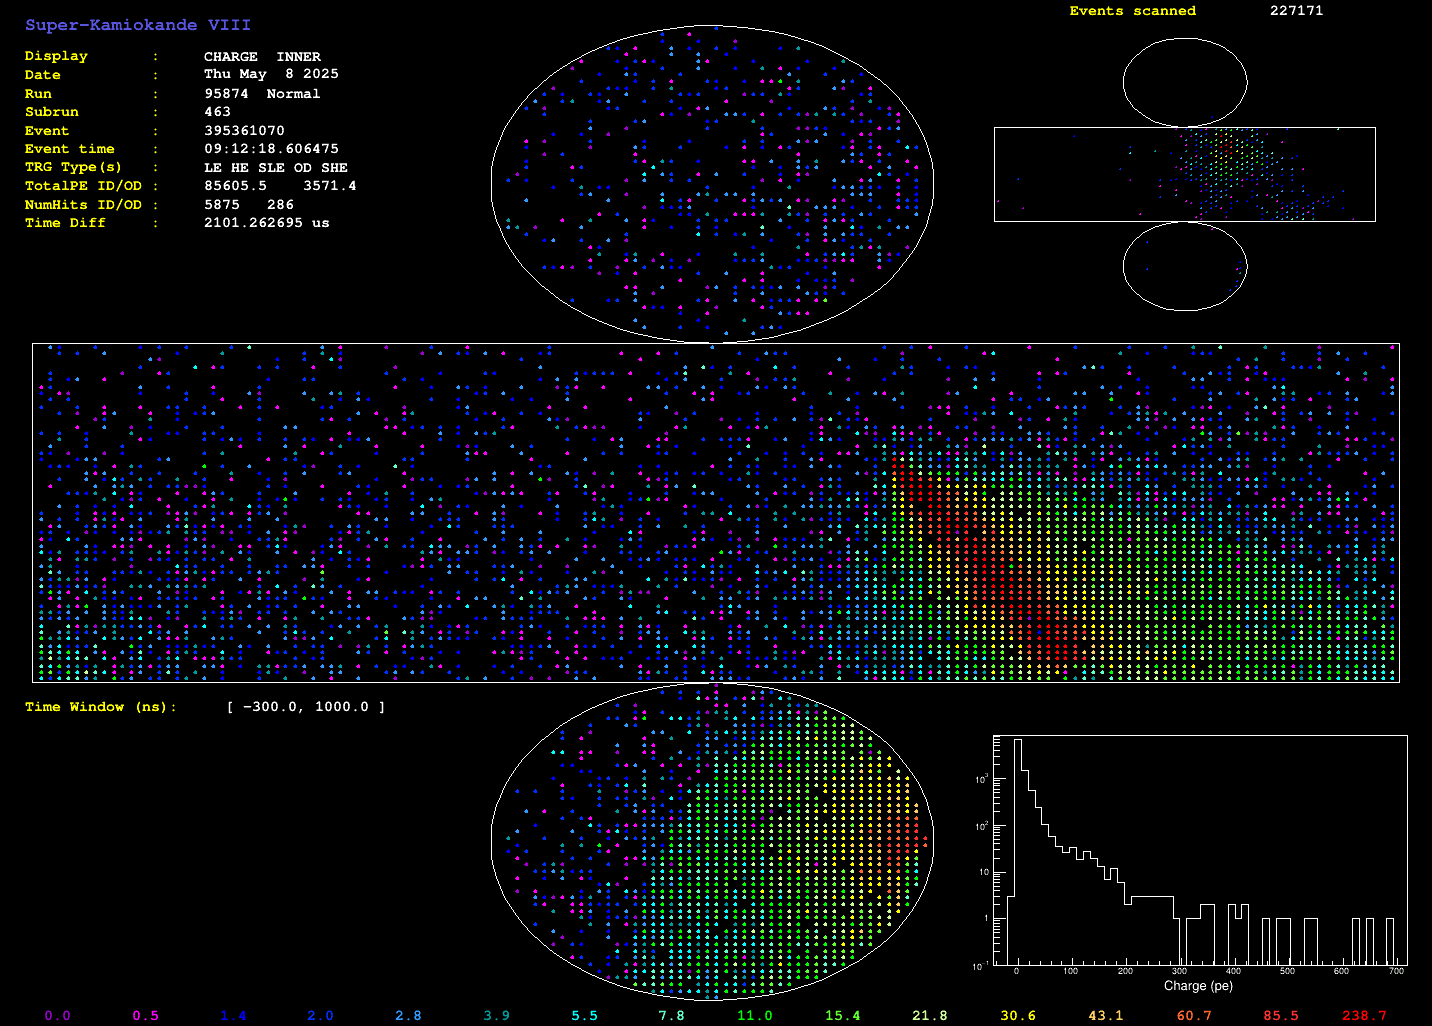 Super-Kamiokande VIII
Events scanned 227171
Display : CHARGE INNER
Date : Thu May 8 2025
Run : 95874 Normal
Subrun : 463
Event : 395361070
Event time : 09:12:18.606475
TRG Type(s) : LE HE SLE OD SHE
TotalPE ID/OD : 85605.5 3571.4
NumHits ID/OD : 5875 286
Time Diff : 2101.262695 us
Time Window (ns): [ -300.0, 1000.0 ]
10³
10²
10
1
10⁻¹
0 100 200 300 400 500 600 700
Charge (pe)
0.0 0.5 1.4 2.0 2.8 3.9 5.5 7.8 11.0 15.4 21.8 30.6 43.1 60.7 85.5 238.7